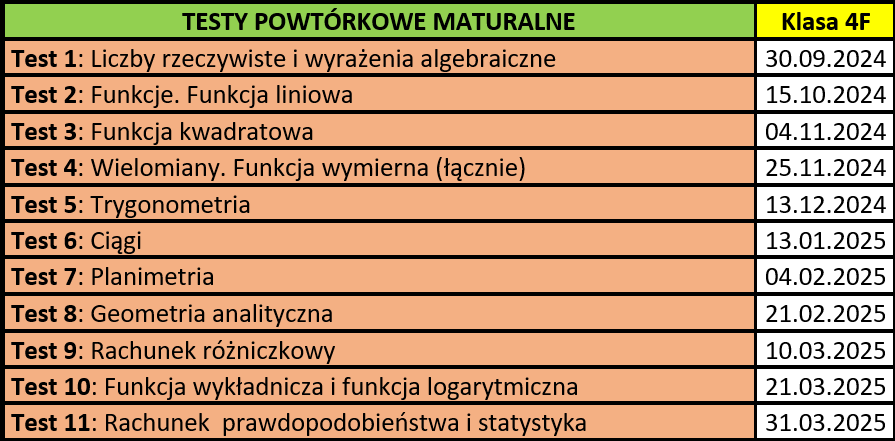 TESTY POWTÓRKOWE MATURALNE Klasa 4F
Test 1: Liczby rzeczywiste i wyrażenia algebraiczne 30.09.2024
Test 2: Funkcje. Funkcja liniowa 15.10.2024
Test 3: Funkcja kwadratowa 04.11.2024
Test 4: Wielomiany. Funkcja wymierna (łącznie) 25.11.2024
Test 5: Trygonometria 13.12.2024
Test 6: Ciągi 13.01.2025
Test 7: Planimetria 04.02.2025
Test 8: Geometria analityczna 21.02.2025
Test 9: Rachunek różniczkowy 10.03.2025
Test 10: Funkcja wykładnicza i funkcja logarytmiczna 21.03.2025
Test 11: Rachunek  prawdopodobieństwa i statystyka 31.03.2025